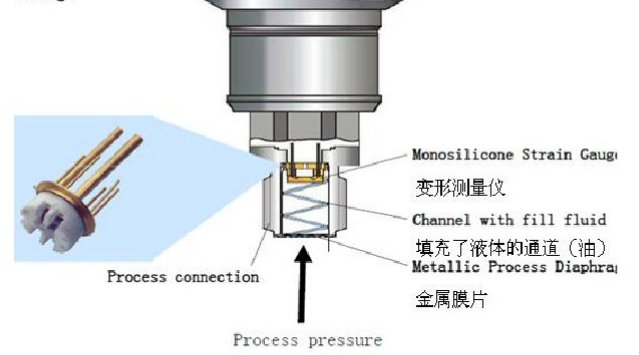 Monosilicone Strain Gauge
变形测量仪
Channel with fill fluid
填充了液体的通道（油）
Metallic Process Diaphra
金属膜片
Process connection
Process pressure